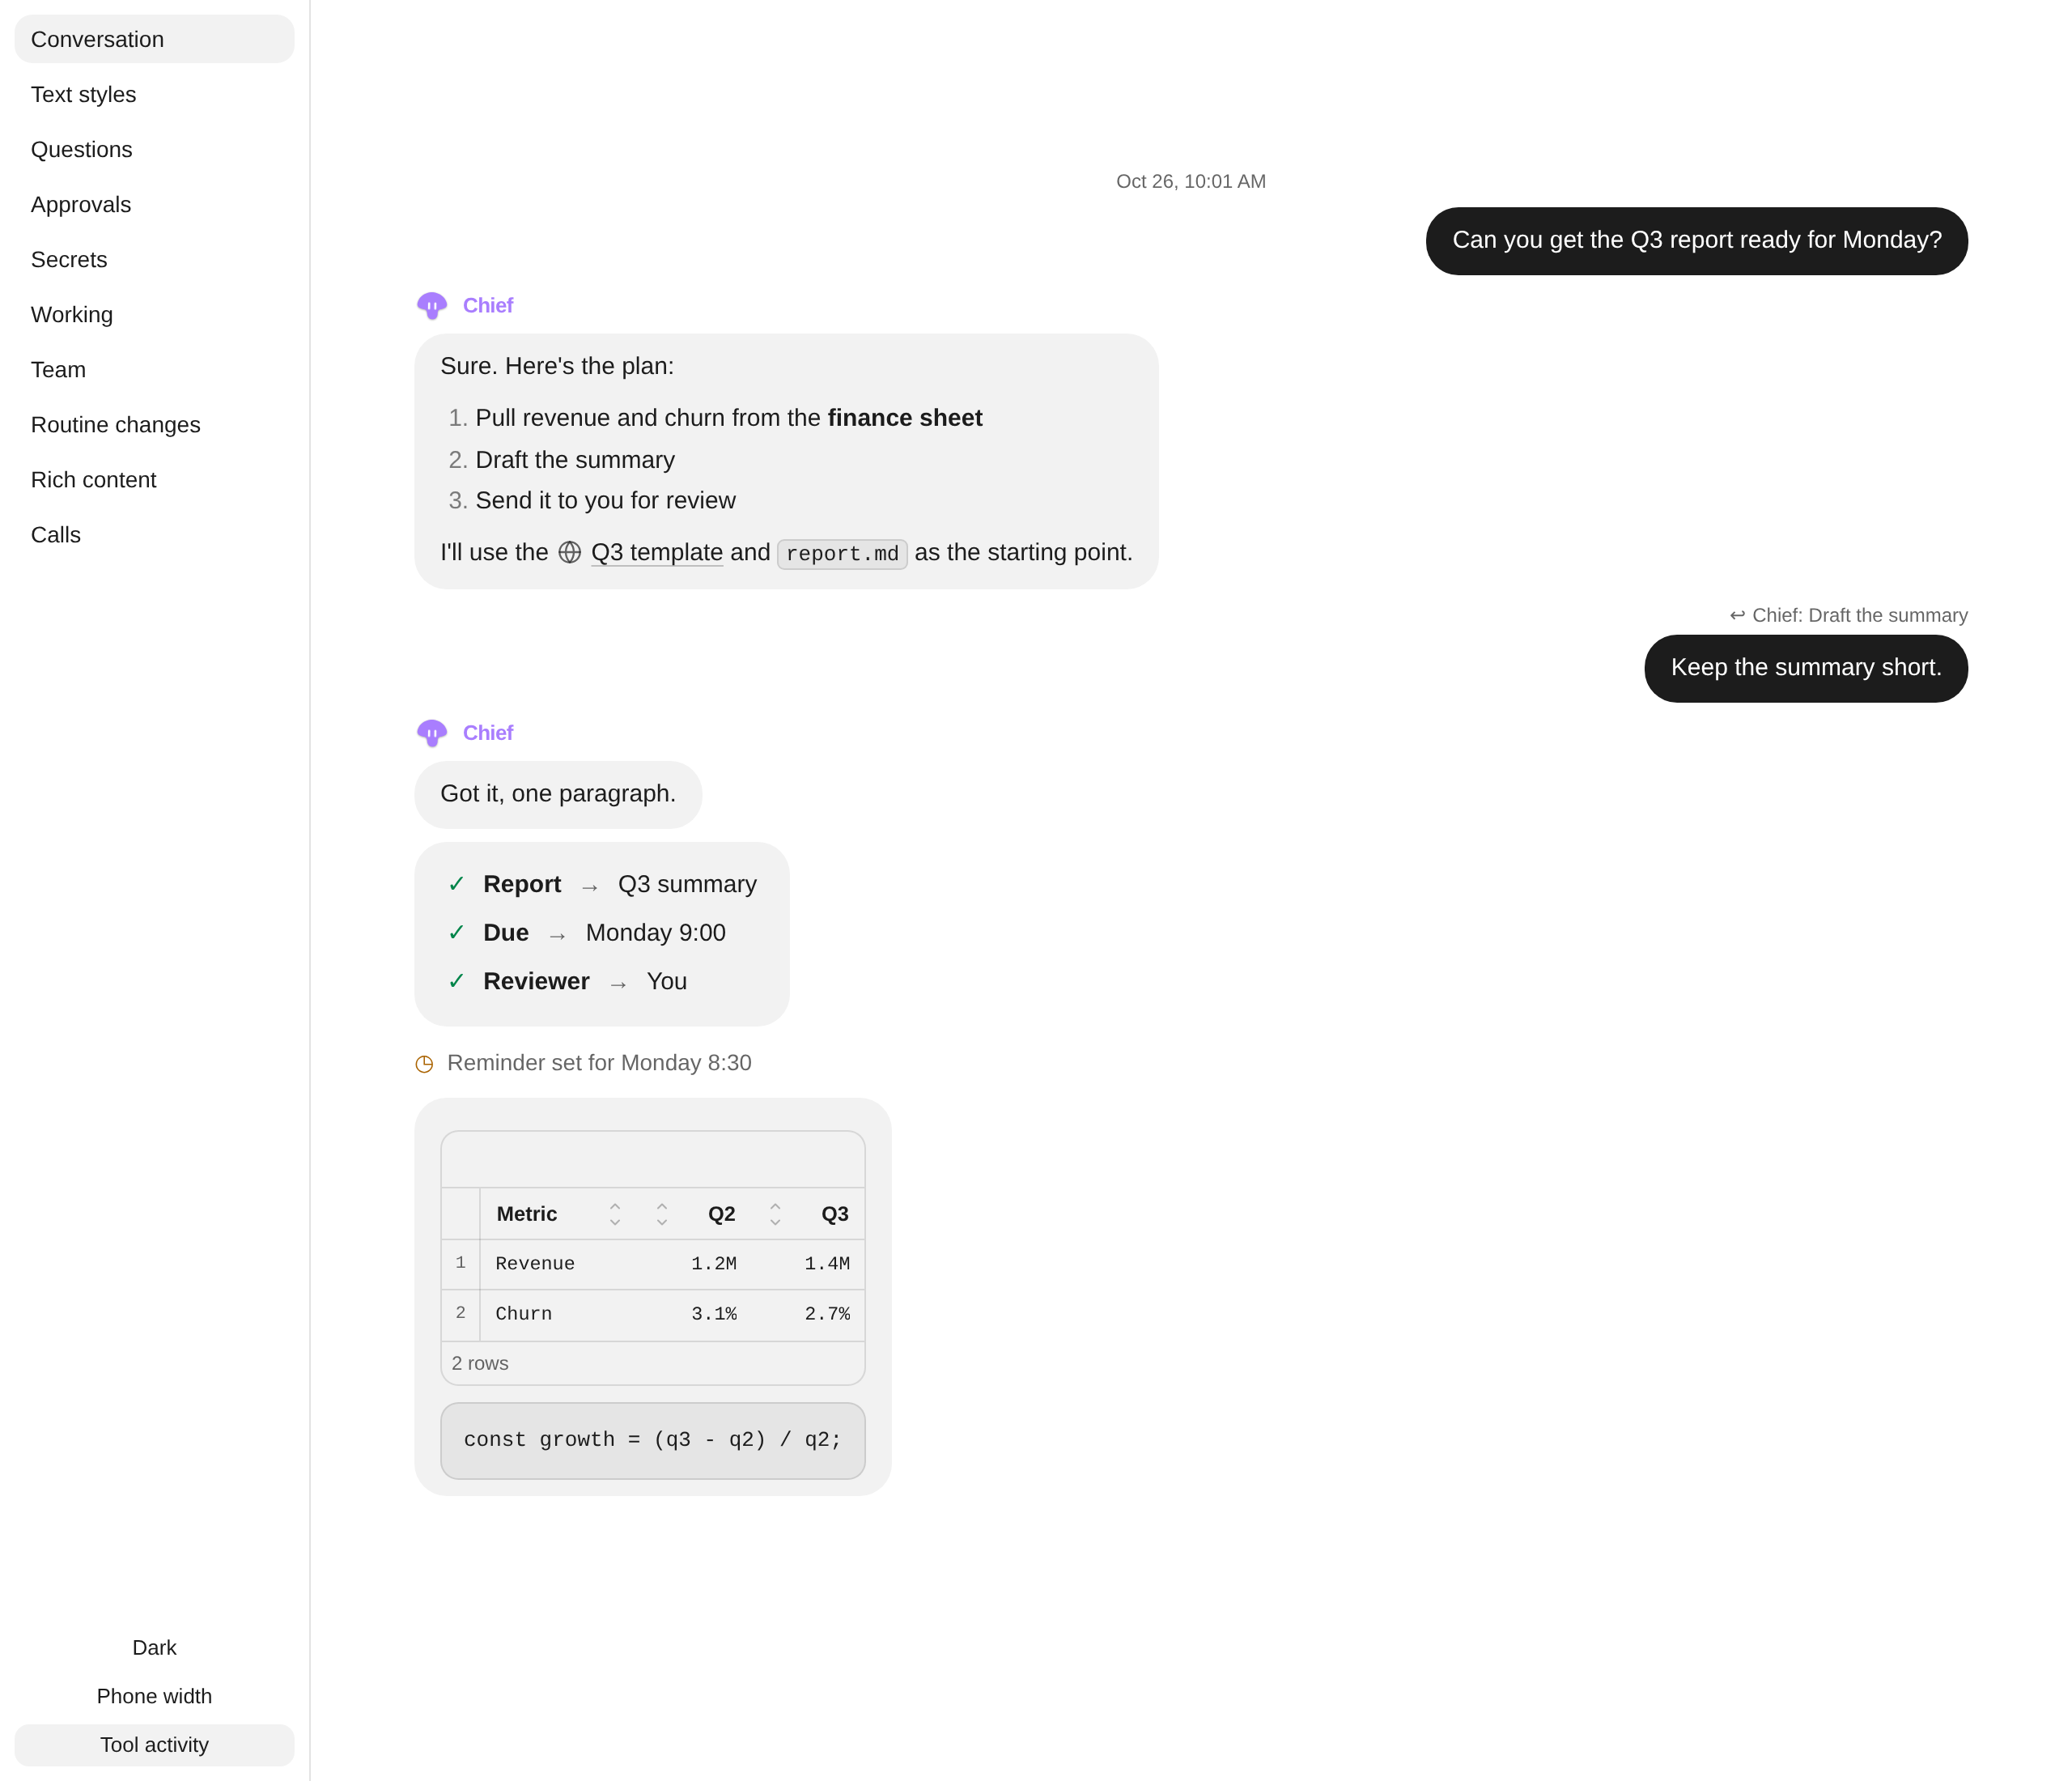 Conversation
Text styles
Questions
Approvals
Secrets
Working
Team
Routine changes
Rich content
Calls
Dark
Phone width
Tool activity
Oct 26, 10:01 AM
Can you get the Q3 report ready for Monday?
Chief
Sure. Here's the plan:
1. Pull revenue and churn from the finance sheet
2. Draft the summary
3. Send it to you for review
I'll use the Q3 template and report.md as the starting point.
↩ Chief: Draft the summary
Keep the summary short.
Chief
Got it, one paragraph.
✓ Report → Q3 summary
✓ Due → Monday 9:00
✓ Reviewer → You
Reminder set for Monday 8:30
Metric Q2 Q3
1 Revenue 1.2M 1.4M
2 Churn 3.1% 2.7%
2 rows
const growth = (q3 - q2) / q2;